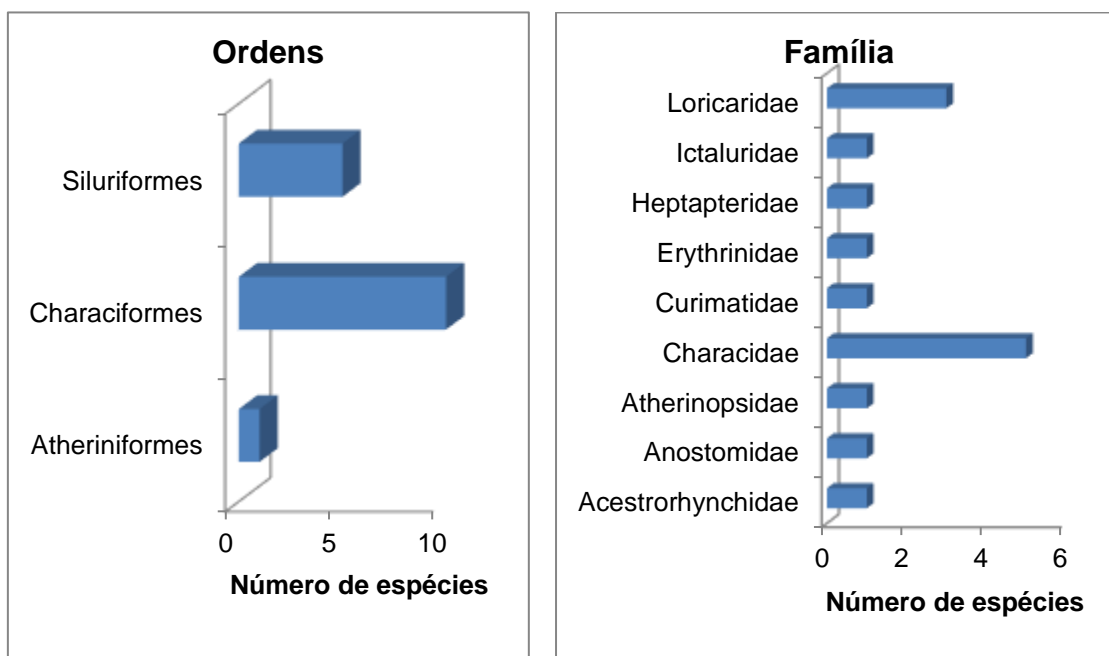 Ordens
Siluriformes
Characiformes
Atheriniformes
0 5 10
Número de espécies
Família
Loricaridae
Ictaluridae
Heptapteridae
Erythrinidae
Curimatidae
Characidae
Atherinopsidae
Anostomidae
Acestrorhynchidae
0 2 4 6
Número de espécies